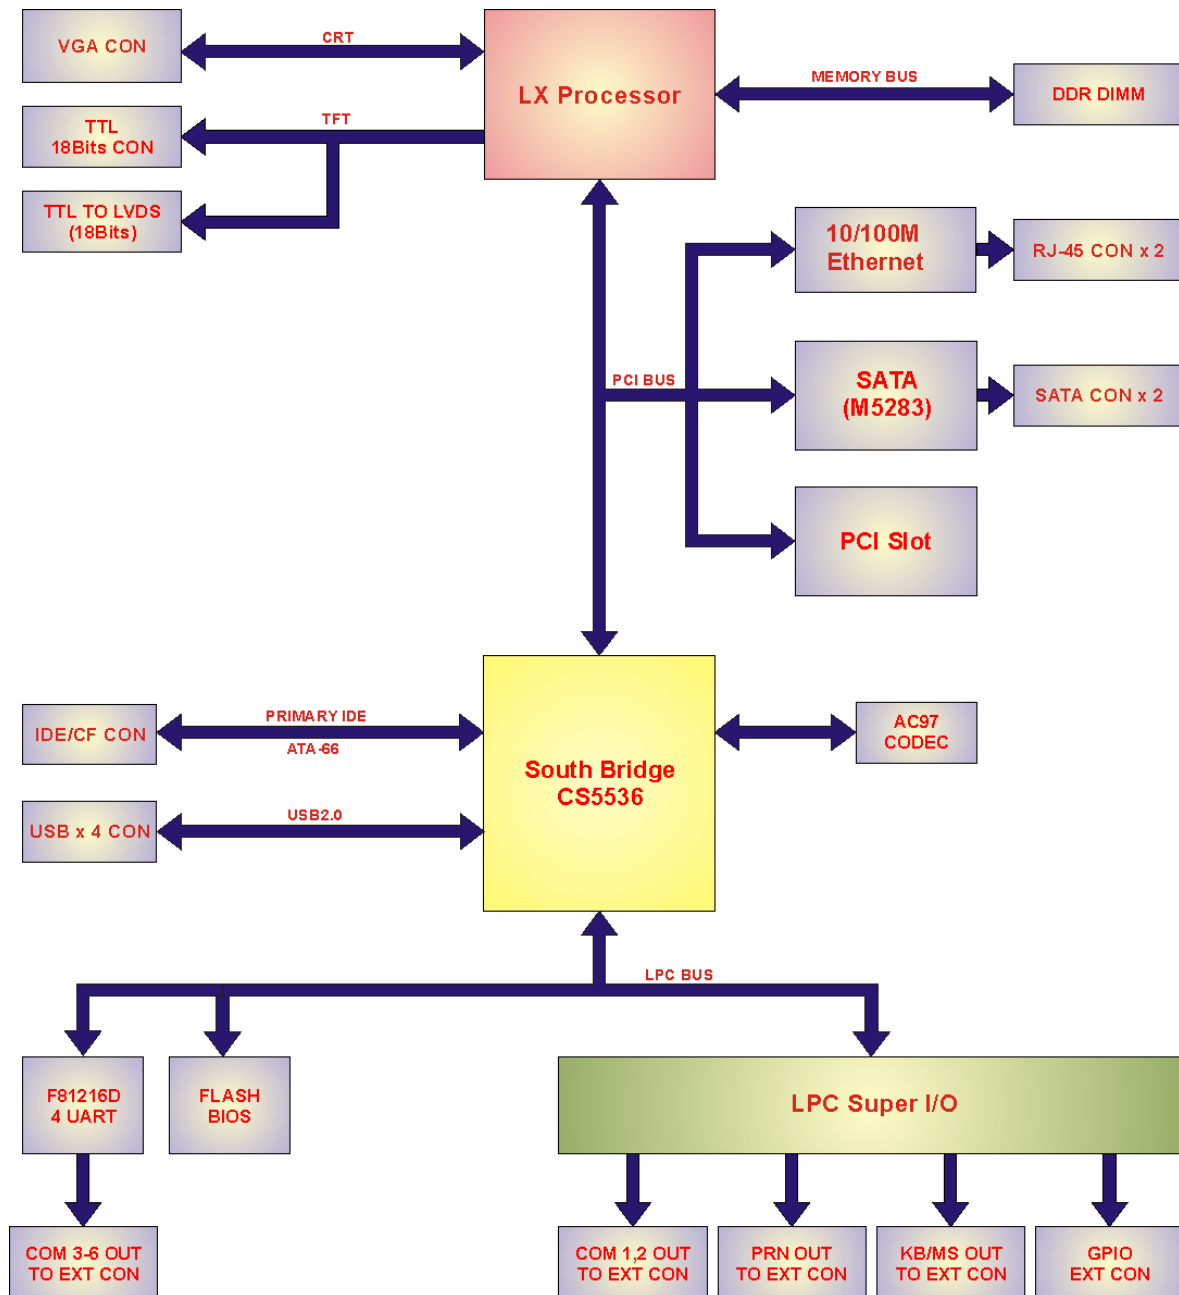 VGA CON
CRT
LX Processor
MEMORY BUS
DDR DIMM
TTL
18Bits CON
TFT
TTL TO LVDS
(18Bits)
10/100M
Ethernet
RJ-45 CON x 2
PCI BUS
SATA
(M5283)
SATA CON x 2
PCI Slot
IDE/CF CON
PRIMARY IDE
ATA-66
South Bridge
CS5536
AC97
CODEC
USB x 4 CON
USB2.0
LPC BUS
F81216D
4 UART
FLASH
BIOS
LPC Super I/O
COM 3-6 OUT
TO EXT CON
COM 1,2 OUT
TO EXT CON
PRN OUT
TO EXT CON
KB/MS OUT
TO EXT CON
GPIO
EXT CON